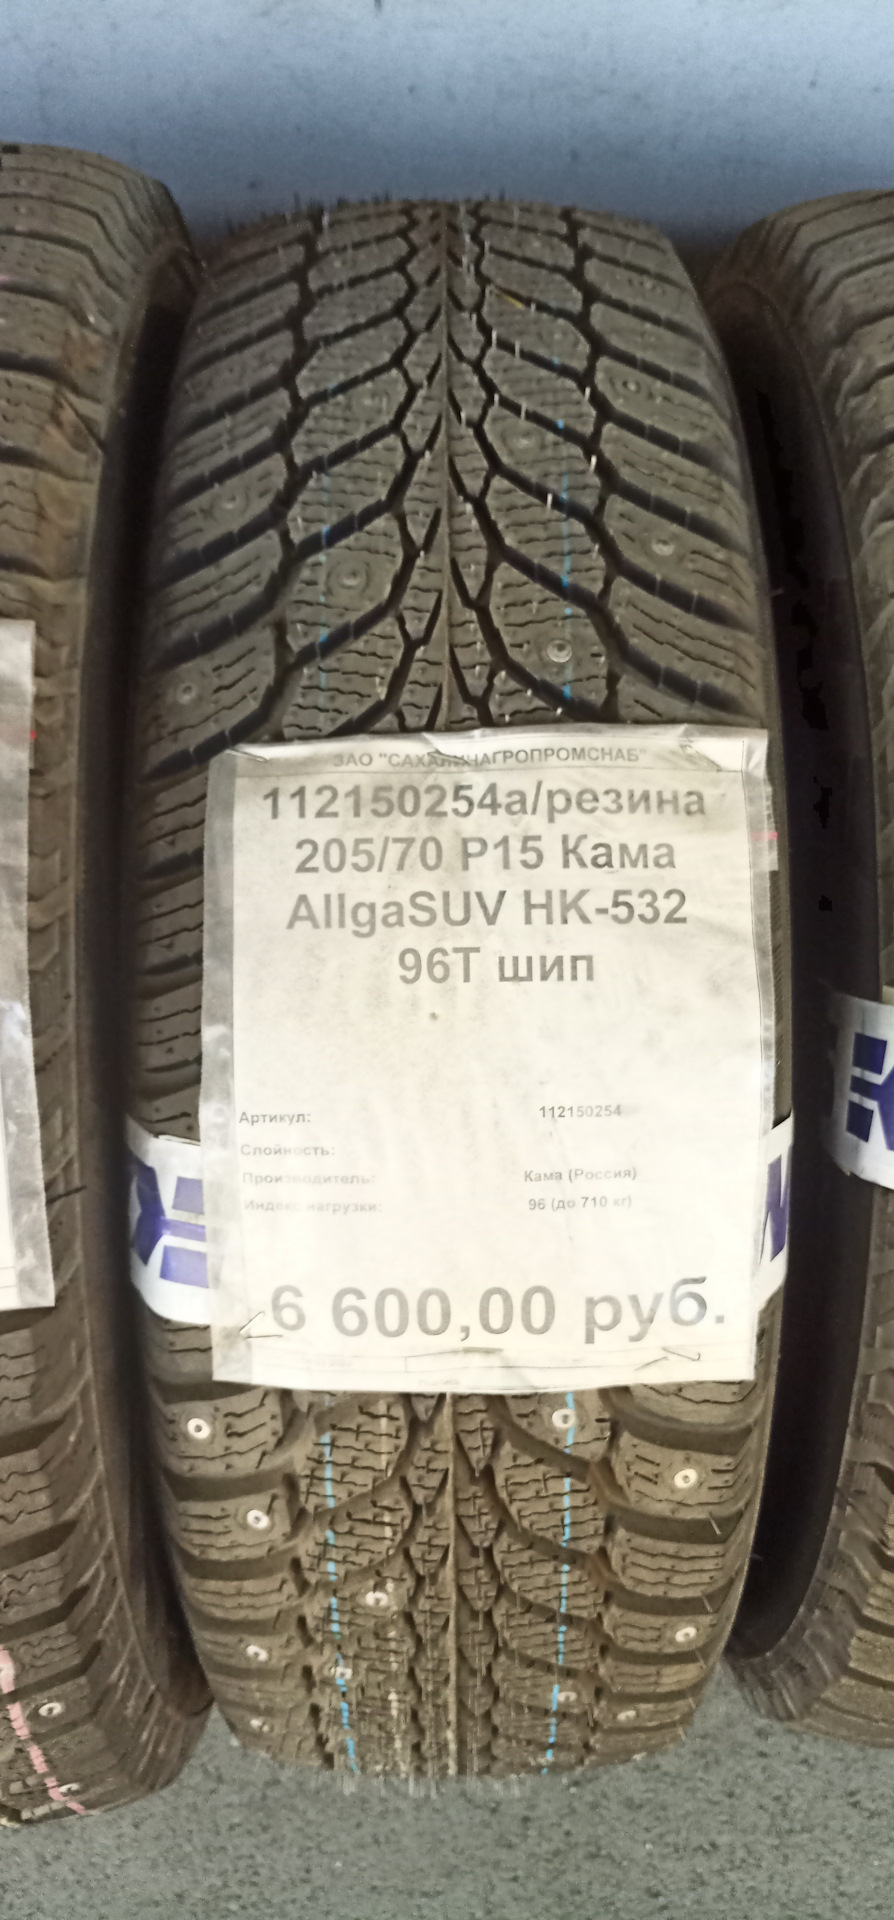 ЗАО "САХАЛИНАГРОПРОМСНАБ"
112150254а/резина
205/70 Р15 Кама
AllgaSUV НК-532
96Т шип
Артикул: 112150254
Слойность:
Производитель: Кама (Россия)
Индекс нагрузки: 96 (до 710 кг)
6 600,00 руб.